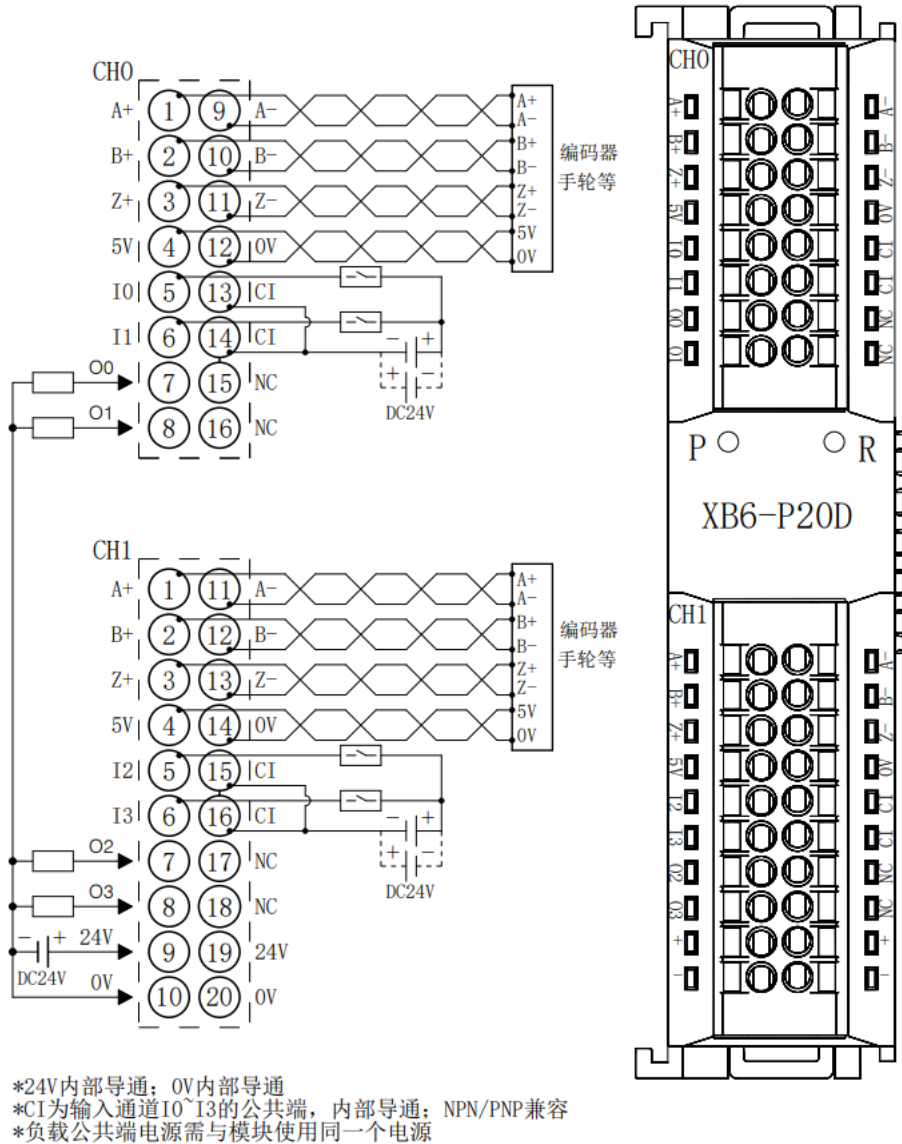 CH0
A+ 1 9 A- A+
A-
B+ 2 10 B- B+
B-
Z+ 3 11 Z- Z+
Z-
5V 4 12 0V 5V
0V
编码器
手轮等
I0 5 13 CI
I1 6 14 CI
- +
+ -
DC24V
O0 7 15 NC
O1 8 16 NC
CH1
A+ 1 11 A- A+
A-
B+ 2 12 B- B+
B-
Z+ 3 13 Z- Z+
Z-
5V 4 14 0V 5V
0V
编码器
手轮等
I2 5 15 CI
I3 6 16 CI
- +
+ -
DC24V
O2 7 17 NC
O3 8 18 NC
- + 24V 9 19 24V
DC24V
0V 10 20 0V
CH0
A+ A-
B+ B-
Z+ Z-
5V 0V
I0 CI
I1 CI
O0 NC
O1 NC
P R
XB6-P20D
CH1
A+ A-
B+ B-
Z+ Z-
5V 0V
I2 CI
I3 CI
O2 NC
O3 NC
+ +
- -
*24V内部导通；0V内部导通
*CI为输入通道I0~I3的公共端，内部导通；NPN/PNP兼容
*负载公共端电源需与模块使用同一个电源